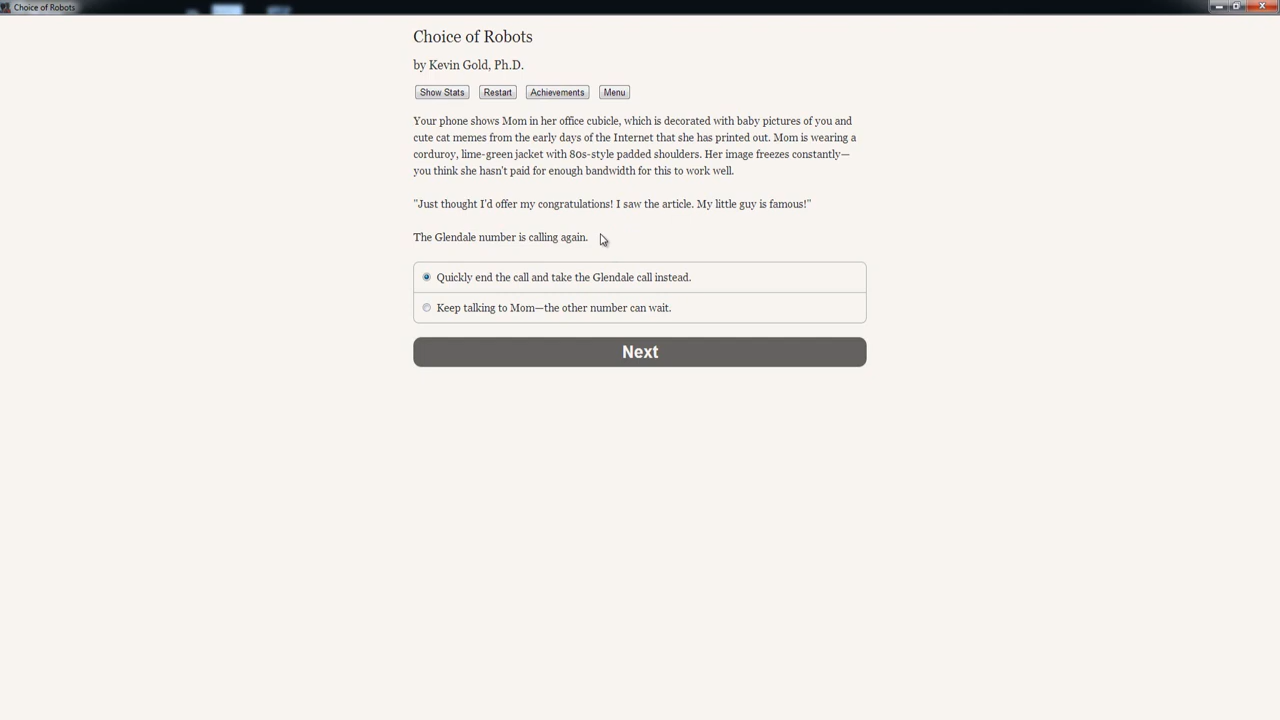 Choice of Robots
Choice of Robots
by Kevin Gold, Ph.D.
Show Stats Restart Achievements Menu
Your phone shows Mom in her office cubicle, which is decorated with baby pictures of you and
cute cat memes from the early days of the Internet that she has printed out. Mom is wearing a
corduroy, lime-green jacket with 80s-style padded shoulders. Her image freezes constantly—
you think she hasn't paid for enough bandwidth for this to work well.
"Just thought I'd offer my congratulations! I saw the article. My little guy is famous!"
The Glendale number is calling again.
Quickly end the call and take the Glendale call instead.
Keep talking to Mom—the other number can wait.
Next